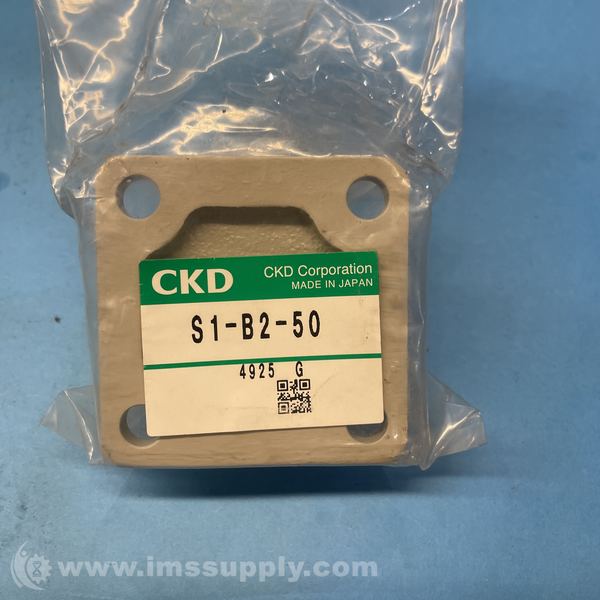 CKD
CKD Corporation
MADE IN JAPAN
S1-B2-50
4925 G
www.imssupply.com